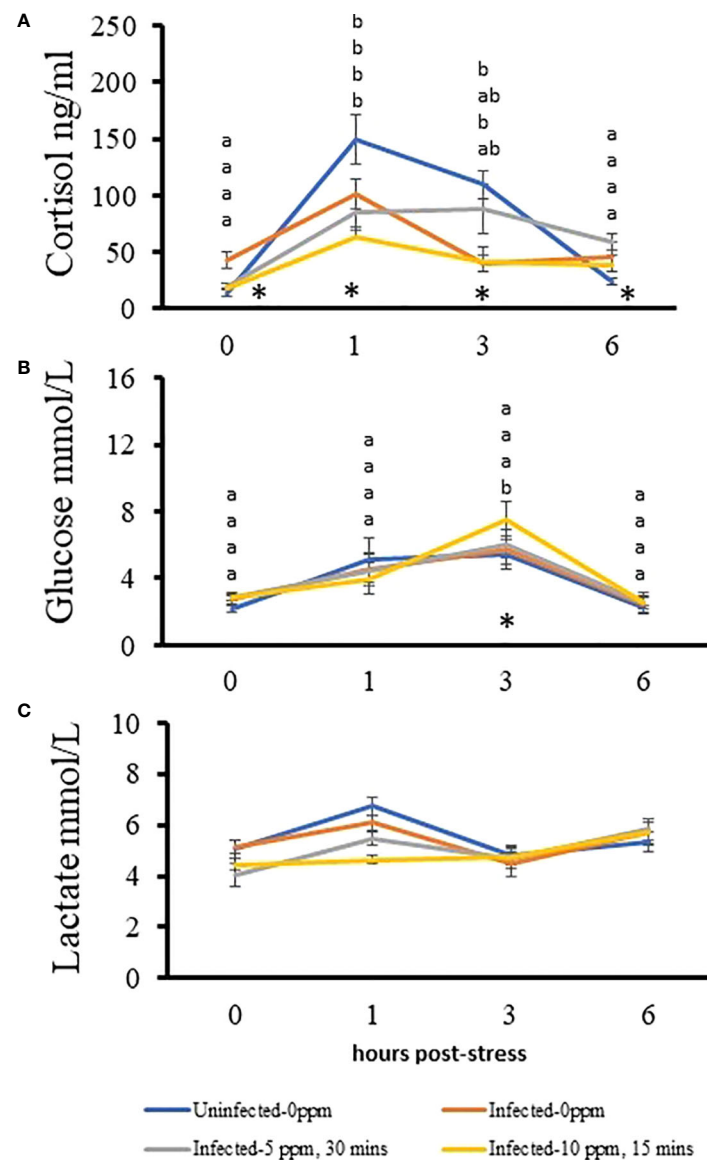 A
Cortisol ng/ml
250
200
150
100
50
0
a
a
a
a
b
b
b
b
b
ab
b
ab
a
a
a
a
*
*
*
*
0 1 3 6
B
Glucose mmol/L
16
12
8
4
0
a
a
a
a
a
a
a
a
a
a
a
b
a
a
a
a
*
0 1 3 6
C
Lactate mmol/L
10
8
6
4
2
0
0 1 3 6
hours post-stress
Uninfected-0ppm Infected-0ppm
Infected-5 ppm, 30 mins Infected-10 ppm, 15 mins